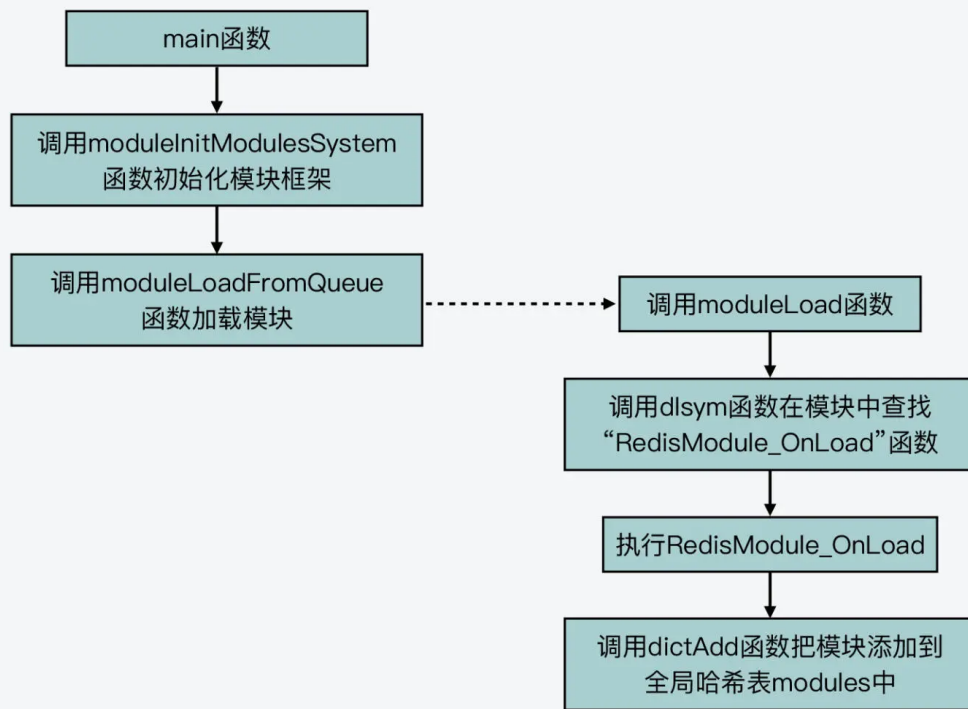 main函数
调用moduleInitModulesSystem
函数初始化模块框架
调用moduleLoadFromQueue
函数加载模块
调用moduleLoad函数
调用dlsym函数在模块中查找
“RedisModule_OnLoad”函数
执行RedisModule_OnLoad
调用dictAdd函数把模块添加到
全局哈希表modules中